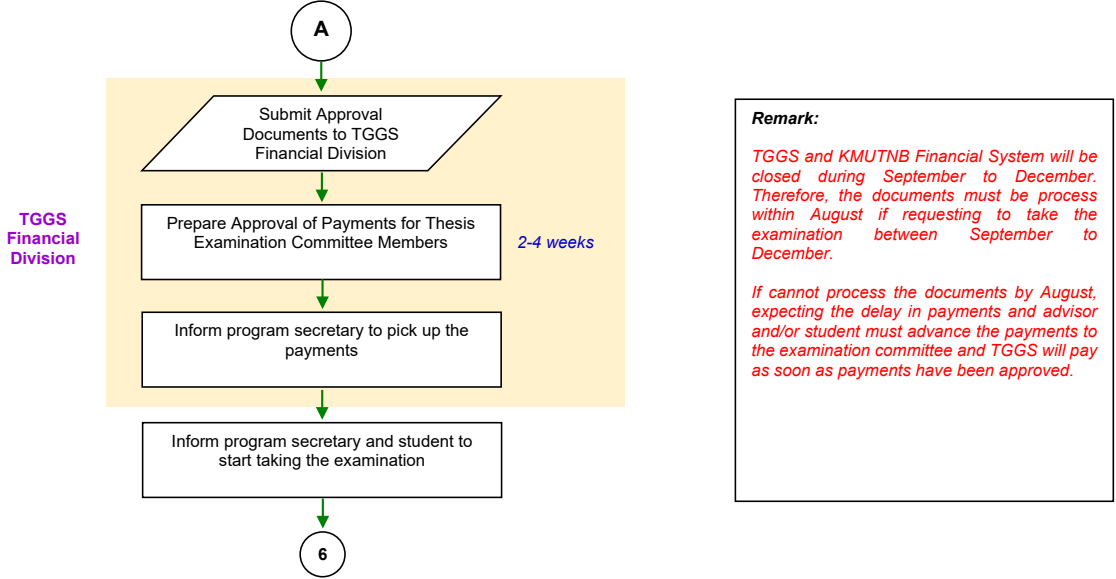 A
Submit Approval
Documents to TGGS
Financial Division
TGGS
Financial
Division
Prepare Approval of Payments for Thesis
Examination Committee Members
2-4 weeks
Inform program secretary to pick up the
payments
Inform program secretary and student to
start taking the examination
6
Remark:
TGGS and KMUTNB Financial System will be
closed during September to December.
Therefore, the documents must be process
within August if requesting to take the
examination between September to
December.
If cannot process the documents by August,
expecting the delay in payments and advisor
and/or student must advance the payments to
the examination committee and TGGS will pay
as soon as payments have been approved.